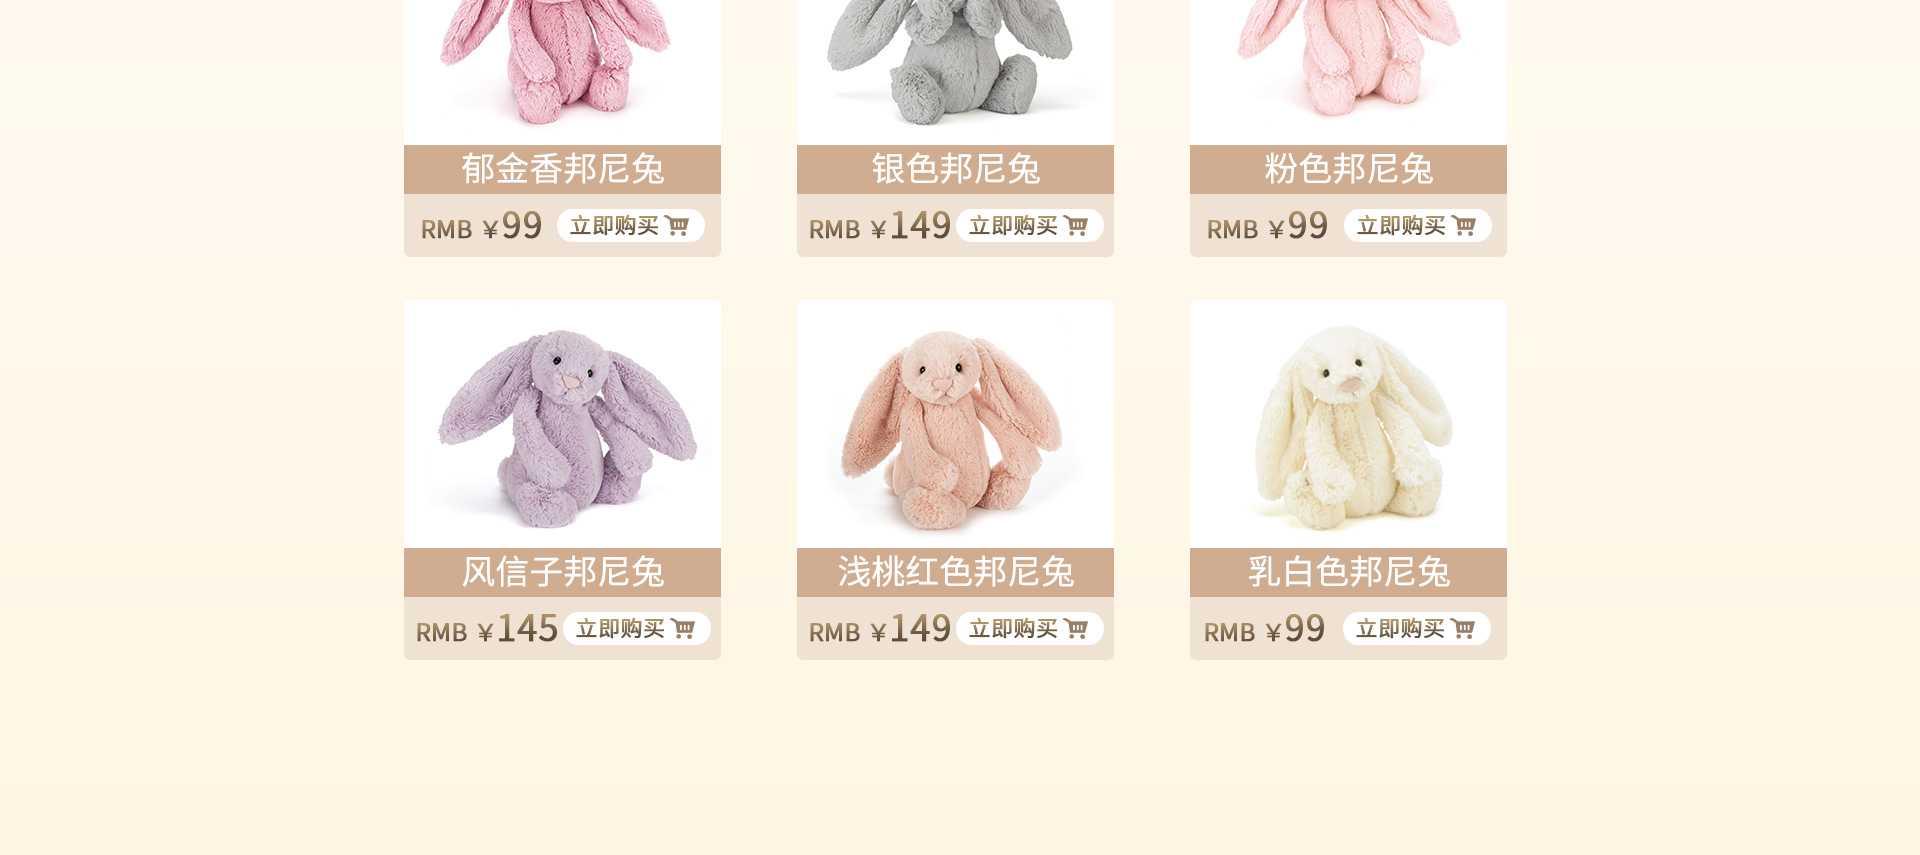 郁金香邦尼兔
银色邦尼兔
粉色邦尼兔
RMB ￥99 立即购买
RMB ￥149 立即购买
RMB ￥99 立即购买
风信子邦尼兔
浅桃红色邦尼兔
乳白色邦尼兔
RMB ￥145 立即购买
RMB ￥149 立即购买
RMB ￥99 立即购买